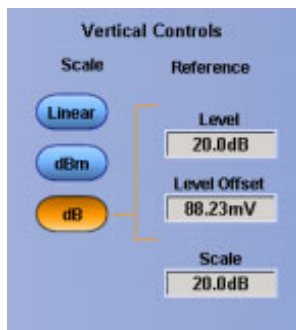 Vertical Controls
Scale
Reference
Linear
dBm
dB
Level
20.0dB
Level Offset
88.23mV
Scale
20.0dB